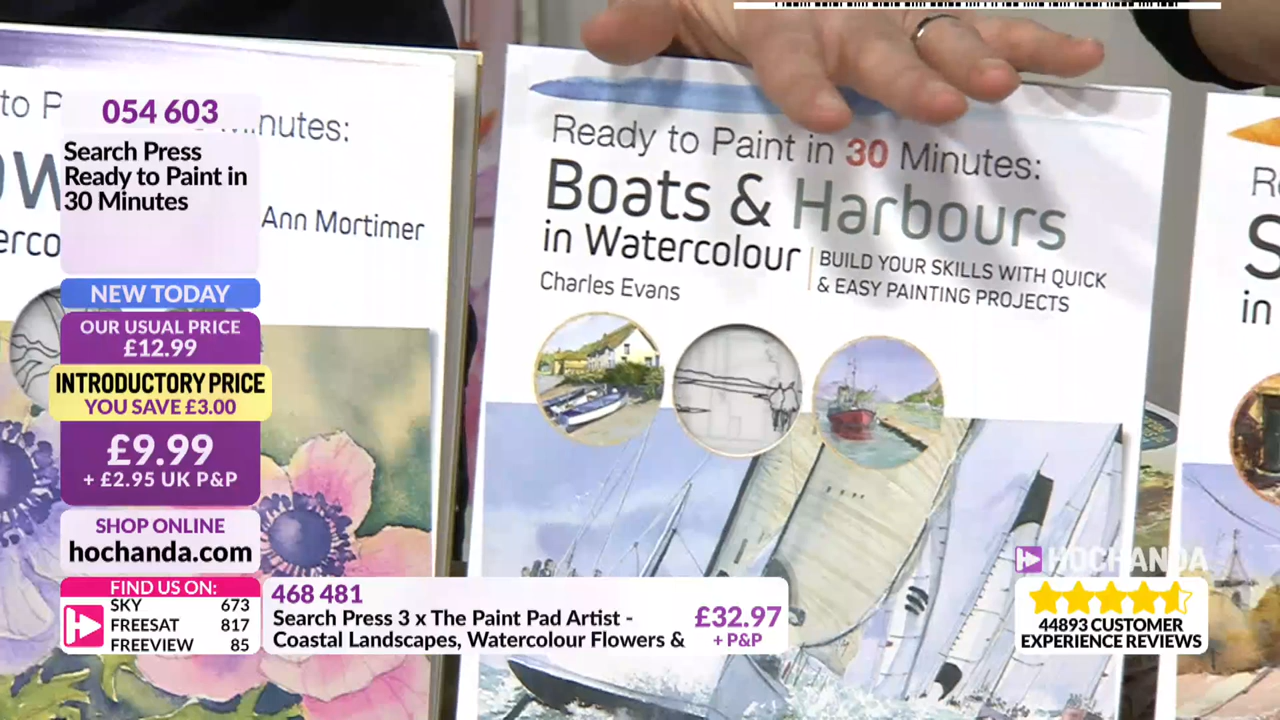 to P
inutes:
ow
erco
Ann Mortimer
054 603
Search Press
Ready to Paint in
30 Minutes
NEW TODAY
OUR USUAL PRICE
£12.99
INTRODUCTORY PRICE
YOU SAVE £3.00
£9.99
+ £2.95 UK P&P
SHOP ONLINE
hochanda.com
FIND US ON:
SKY 673
FREESAT 817
FREEVIEW 85
468 481
Search Press 3 x The Paint Pad Artist -
Coastal Landscapes, Watercolour Flowers &
£32.97
+ P&P
Ready to Paint in 30 Minutes:
Boats & Harbours
in Watercolour
BUILD YOUR SKILLS WITH QUICK
& EASY PAINTING PROJECTS
Charles Evans
Re
S
in
HOCHANDA
44893 CUSTOMER
EXPERIENCE REVIEWS